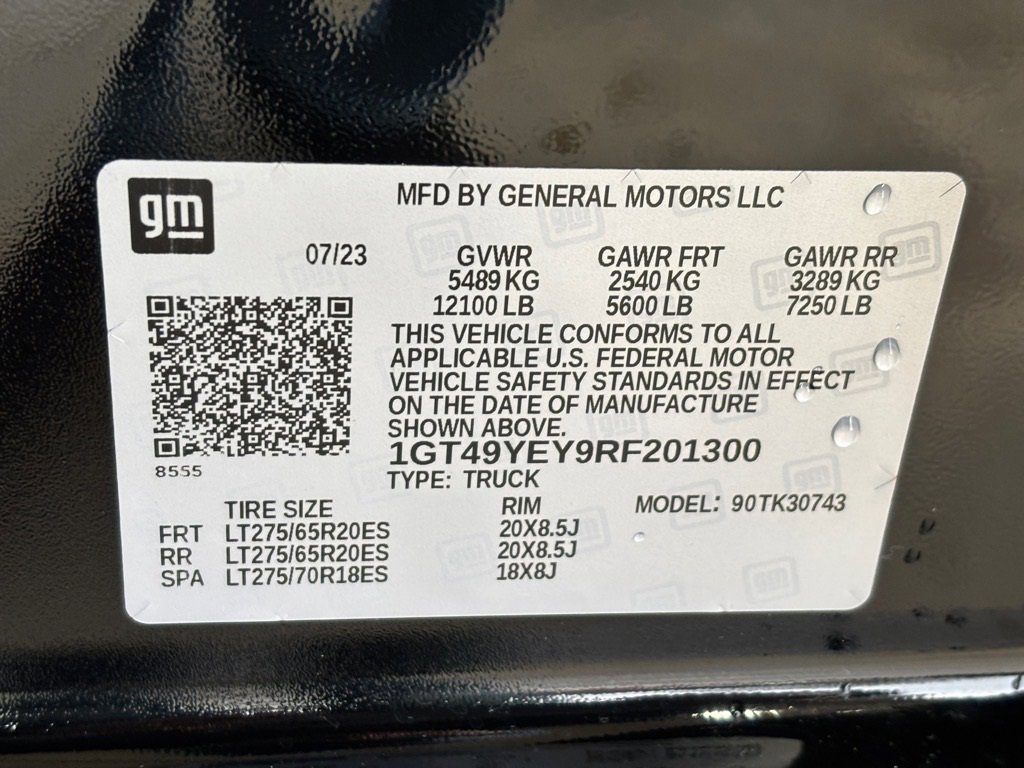 gm
MFD BY GENERAL MOTORS LLC
07/23 GVWR GAWR FRT GAWR RR
5489 KG 2540 KG 3289 KG
12100 LB 5600 LB 7250 LB
THIS VEHICLE CONFORMS TO ALL
APPLICABLE U.S. FEDERAL MOTOR
VEHICLE SAFETY STANDARDS IN EFFECT
ON THE DATE OF MANUFACTURE
SHOWN ABOVE.
1GT49YEY9RF201300
8555
TYPE: TRUCK
TIRE SIZE RIM MODEL: 90TK30743
FRT LT275/65R20ES 20X8.5J
RR LT275/65R20ES 20X8.5J
SPA LT275/70R18ES 18X8J